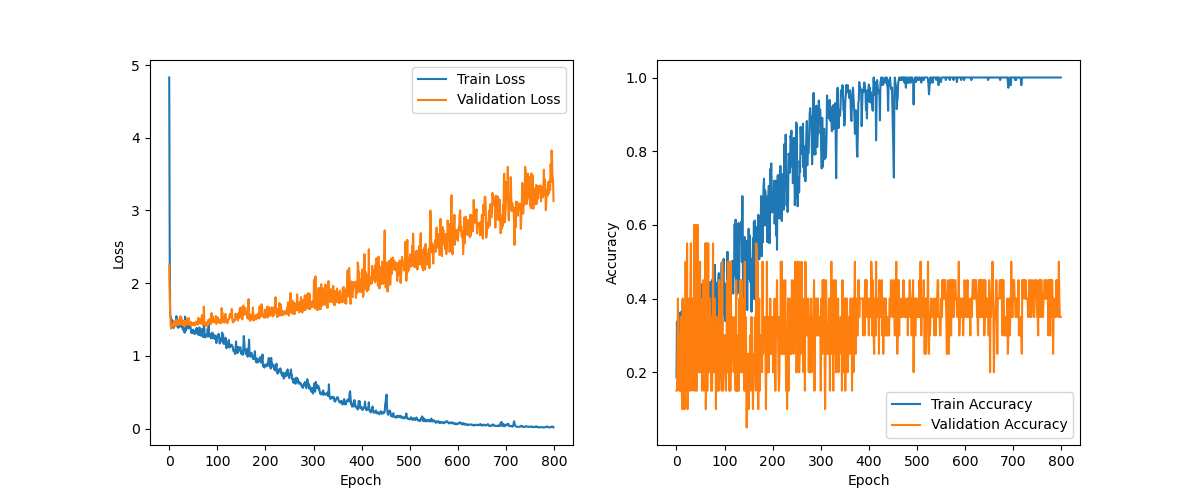 5
4
3
2
1
0
Loss
0 100 200 300 400 500 600 700 800
Epoch
Train Loss
Validation Loss
1.0
0.8
0.6
0.4
0.2
Accuracy
0 100 200 300 400 500 600 700 800
Epoch
Train Accuracy
Validation Accuracy